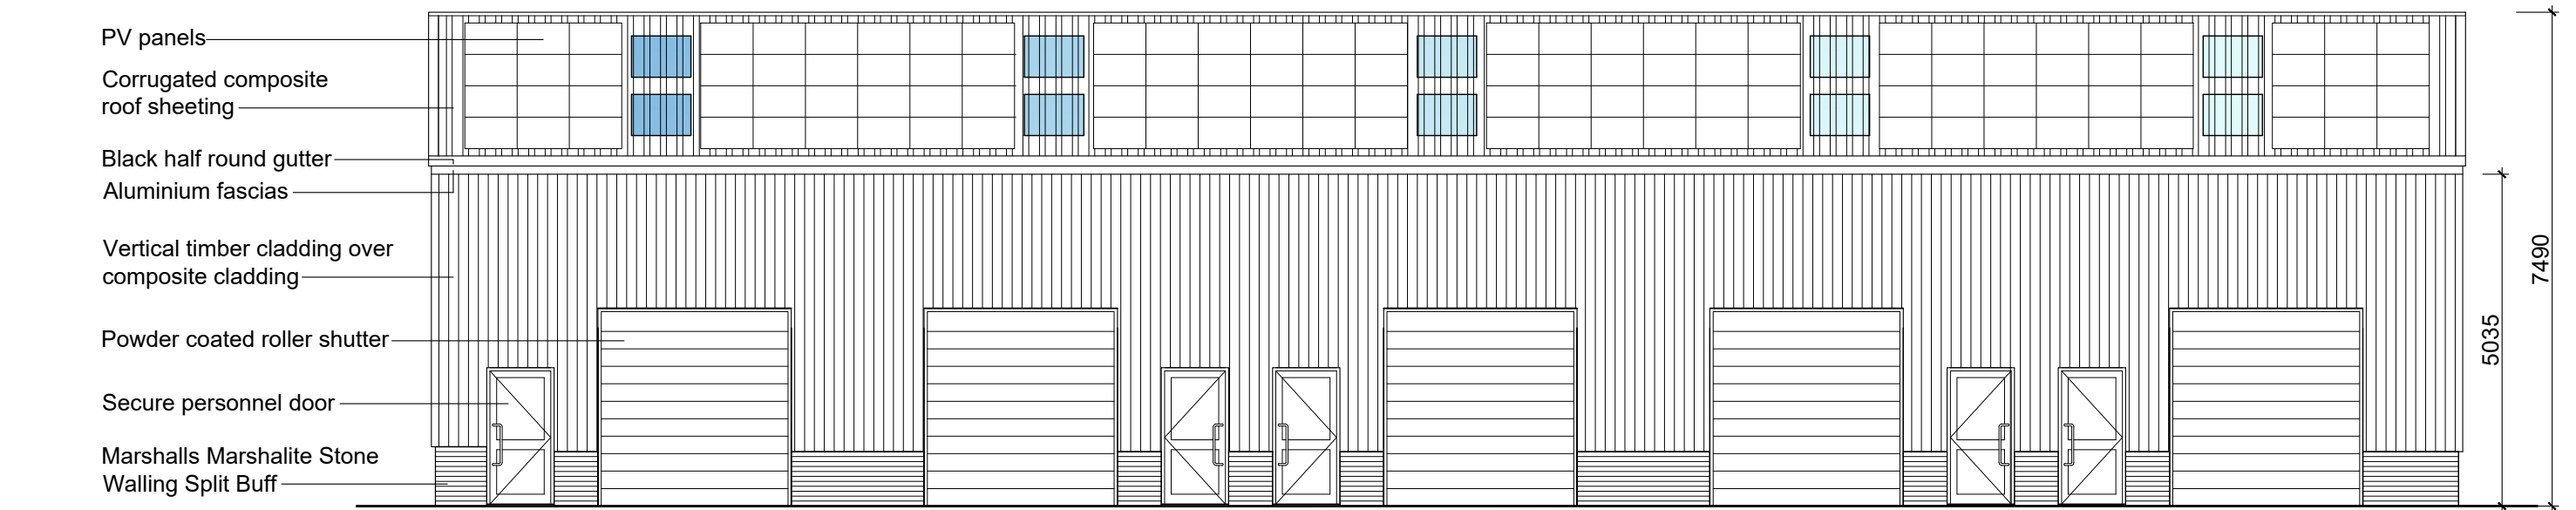 PV panels
Corrugated composite
roof sheeting
Black half round gutter
Aluminium fascias
Vertical timber cladding over
composite cladding
Powder coated roller shutter
Secure personnel door
Marshalls Marshalite Stone
Walling Split Buff
5035
7490